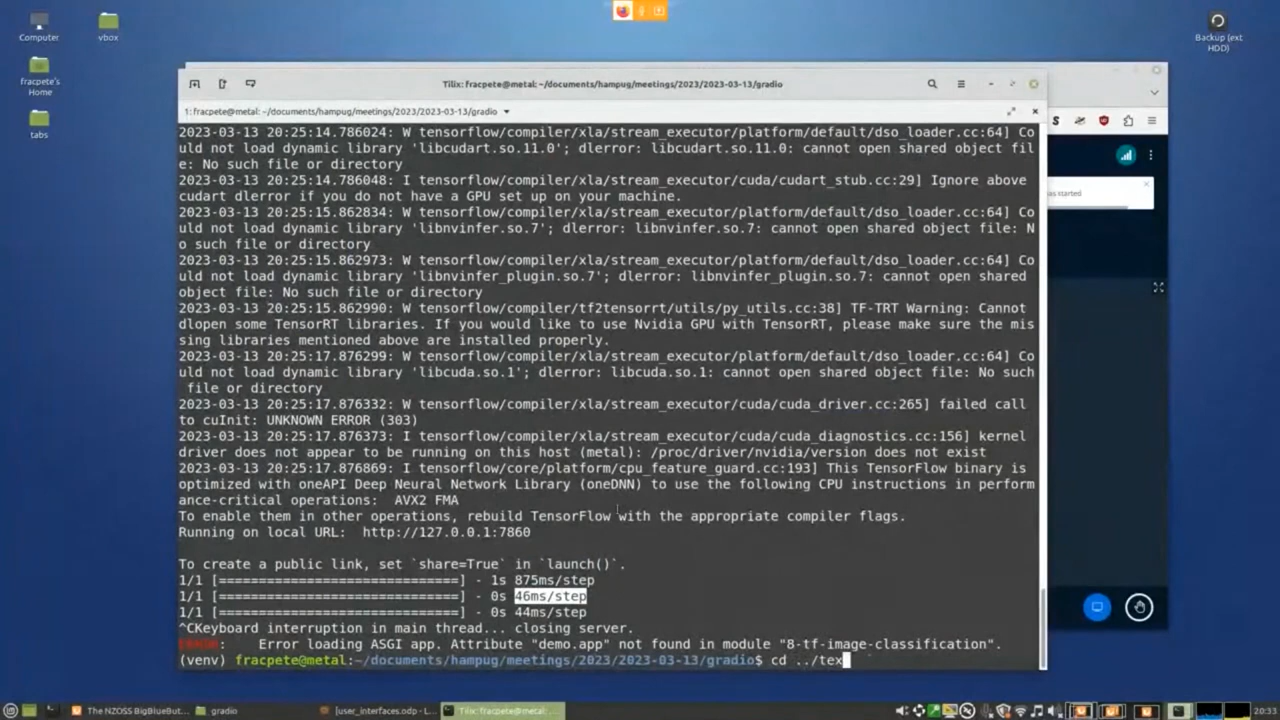 Computer
vbox
Backup (ext
HDD)
fracpete's
Home
tabs
Tilix: fracpete@metal: ~/documents/hampug/meetings/2023/2023-03-13/gradio
1: fracpete@metal: ~/documents/hampug/meetings/2023/2023-03-13/gradio
2023-03-13 20:25:14.786024: W tensorflow/compiler/xla/stream_executor/platform/default/dso_loader.cc:64] Co
uld not load dynamic library 'libcudart.so.11.0'; dlerror: libcudart.so.11.0: cannot open shared object fil
e: No such file or directory
2023-03-13 20:25:14.786048: I tensorflow/compiler/xla/stream_executor/cuda/cudart_stub.cc:29] Ignore above
cudart dlerror if you do not have a GPU set up on your machine.
2023-03-13 20:25:15.862834: W tensorflow/compiler/xla/stream_executor/platform/default/dso_loader.cc:64] Co
uld not load dynamic library 'libnvinfer.so.7'; dlerror: libnvinfer.so.7: cannot open shared object file: N
o such file or directory
2023-03-13 20:25:15.862973: W tensorflow/compiler/xla/stream_executor/platform/default/dso_loader.cc:64] Co
uld not load dynamic library 'libnvinfer_plugin.so.7'; dlerror: libnvinfer_plugin.so.7: cannot open shared
object file: No such file or directory
2023-03-13 20:25:15.862990: W tensorflow/compiler/tf2tensorrt/utils/py_utils.cc:38] TF-TRT Warning: Cannot
dlopen some TensorRT libraries. If you would like to use Nvidia GPU with TensorRT, please make sure the mis
sing libraries mentioned above are installed properly.
2023-03-13 20:25:17.876299: W tensorflow/compiler/xla/stream_executor/platform/default/dso_loader.cc:64] Co
uld not load dynamic library 'libcuda.so.1'; dlerror: libcuda.so.1: cannot open shared object file: No such
file or directory
2023-03-13 20:25:17.876332: W tensorflow/compiler/xla/stream_executor/cuda/cuda_driver.cc:265] failed call
to cuInit: UNKNOWN ERROR (303)
2023-03-13 20:25:17.876373: I tensorflow/compiler/xla/stream_executor/cuda/cuda_diagnostics.cc:156] kernel
driver does not appear to be running on this host (metal): /proc/driver/nvidia/version does not exist
2023-03-13 20:25:17.876869: I tensorflow/core/platform/cpu_feature_guard.cc:193] This TensorFlow binary is
optimized with oneAPI Deep Neural Network Library (oneDNN) to use the following CPU instructions in perform
ance-critical operations:  AVX2 FMA
To enable them in other operations, rebuild TensorFlow with the appropriate compiler flags.
Running on local URL:  http://127.0.0.1:7860
To create a public link, set `share=True` in `launch()`.
1/1 [==============================] - 1s 875ms/step
1/1 [==============================] - 0s 46ms/step
1/1 [==============================] - 0s 44ms/step
^CKeyboard interruption in main thread... closing server.
ERROR:    Error loading ASGI app. Attribute "demo.app" not found in module "8-tf-image-classification".
(venv) fracpete@metal:~/documents/hampug/meetings/2023/2023-03-13/gradio$ cd ../tex
as started
The NZOSS BigBlueBut...
gradio
[user_interfaces.odp - L...
Tilix: fracpete@metal: ...
20:33